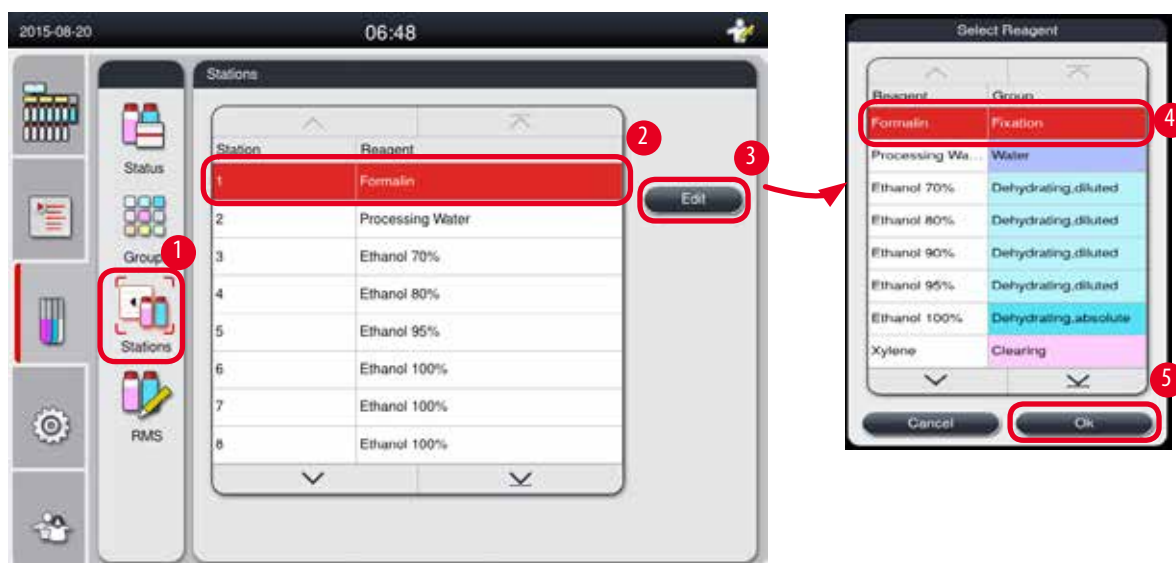 2015-08-20
06:48
Status
Group
1
Stations
RMS
Stations
Station Reagent
1 Formalin
2 Processing Water
3 Ethanol 70%
4 Ethanol 80%
5 Ethanol 95%
6 Ethanol 100%
7 Ethanol 100%
8 Ethanol 100%
2
3
Edit
Select Reagent
Reagent Group
Formalin Fixation
4
Processing Wa... Water
Ethanol 70% Dehydrating,diluted
Ethanol 80% Dehydrating,diluted
Ethanol 90% Dehydrating,diluted
Ethanol 95% Dehydrating,diluted
Ethanol 100% Dehydrating,absolute
Xylene Clearing
5
Cancel Ok